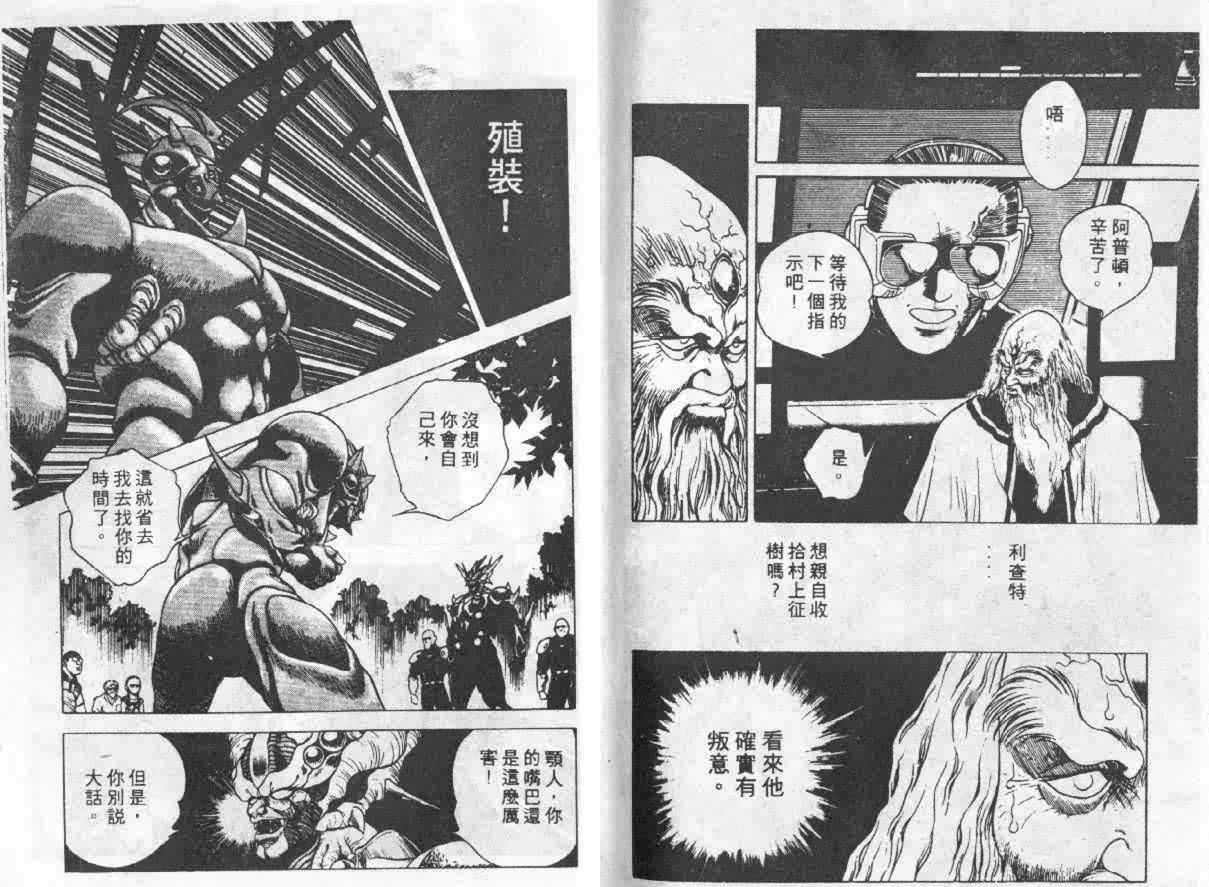 唔……
阿普頓，
辛苦了。
等待我的
下一個指
示吧！
是。
利查特
……
想親自收
拾村上征
樹嗎？
看來他
確實有
叛意。
殖裝！
沒想到
你會自
己來，
這就省去
我去找你的
時間了。
顎人，你
的嘴巴還
是這麼厲
害！
但是，
你別說
大話。